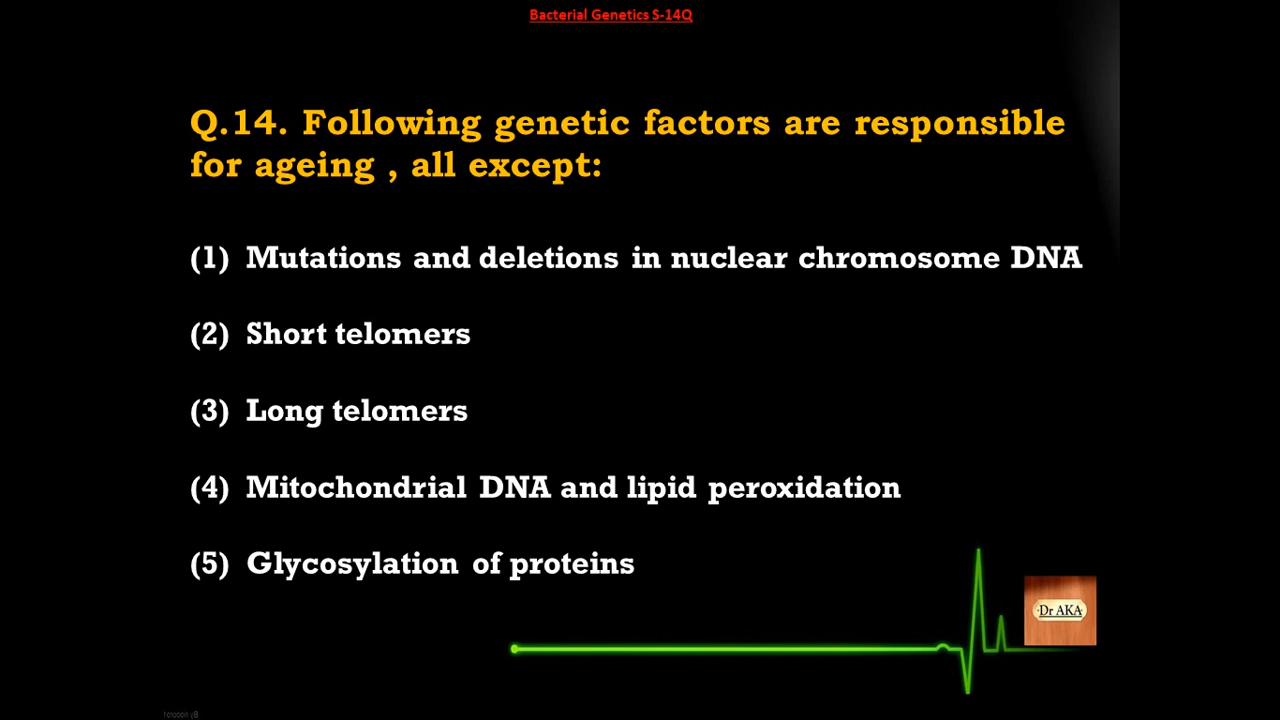 Bacterial Genetics S-14Q
Q.14. Following genetic factors are responsible
for ageing , all except:
(1) Mutations and deletions in nuclear chromosome DNA
(2) Short telomers
(3) Long telomers
(4) Mitochondrial DNA and lipid peroxidation
(5) Glycosylation of proteins
Dr AKA